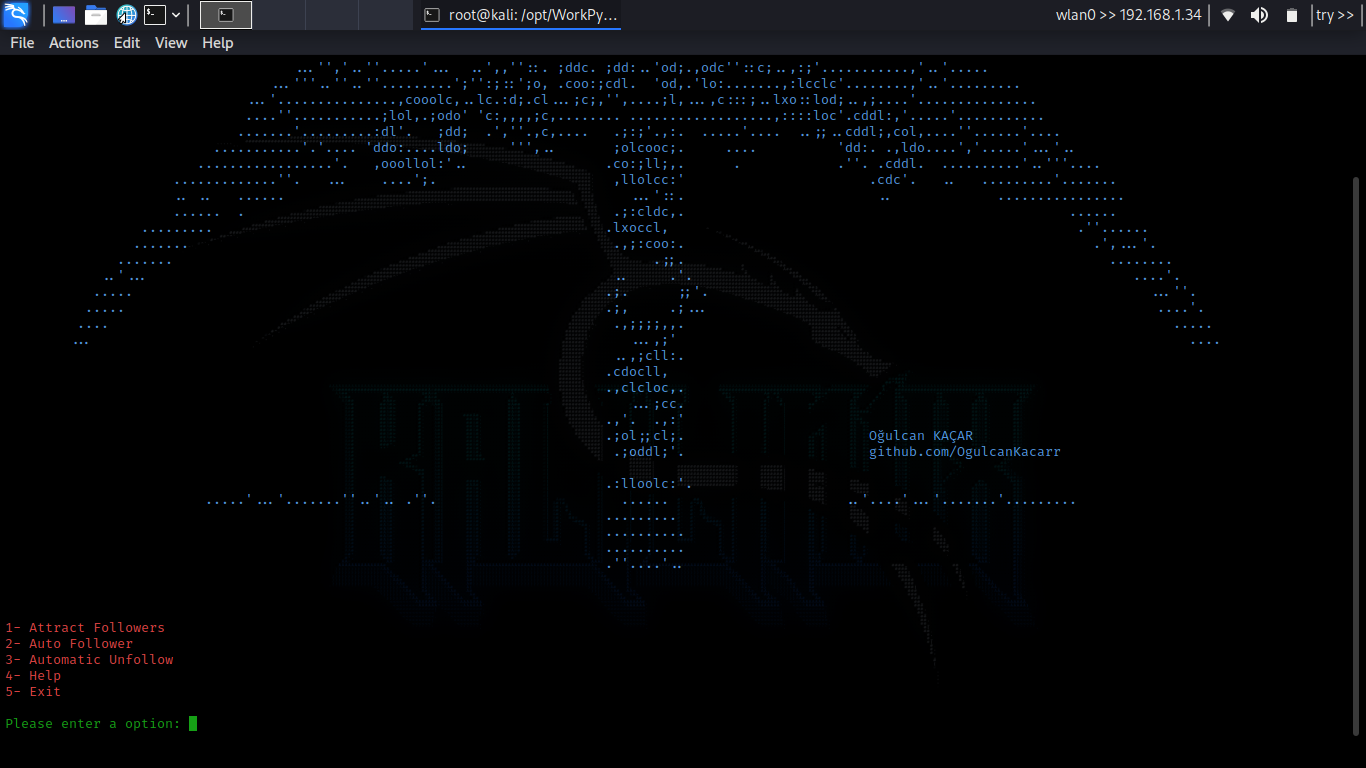 root@kali: /opt/WorkPy...
wlan0 >> 192.168.1.34
try >>
File Actions Edit View Help
Oğulcan KAÇAR
github.com/OgulcanKacarr
1- Attract Followers
2- Auto Follower
3- Automatic Unfollow
4- Help
5- Exit
Please enter a option: